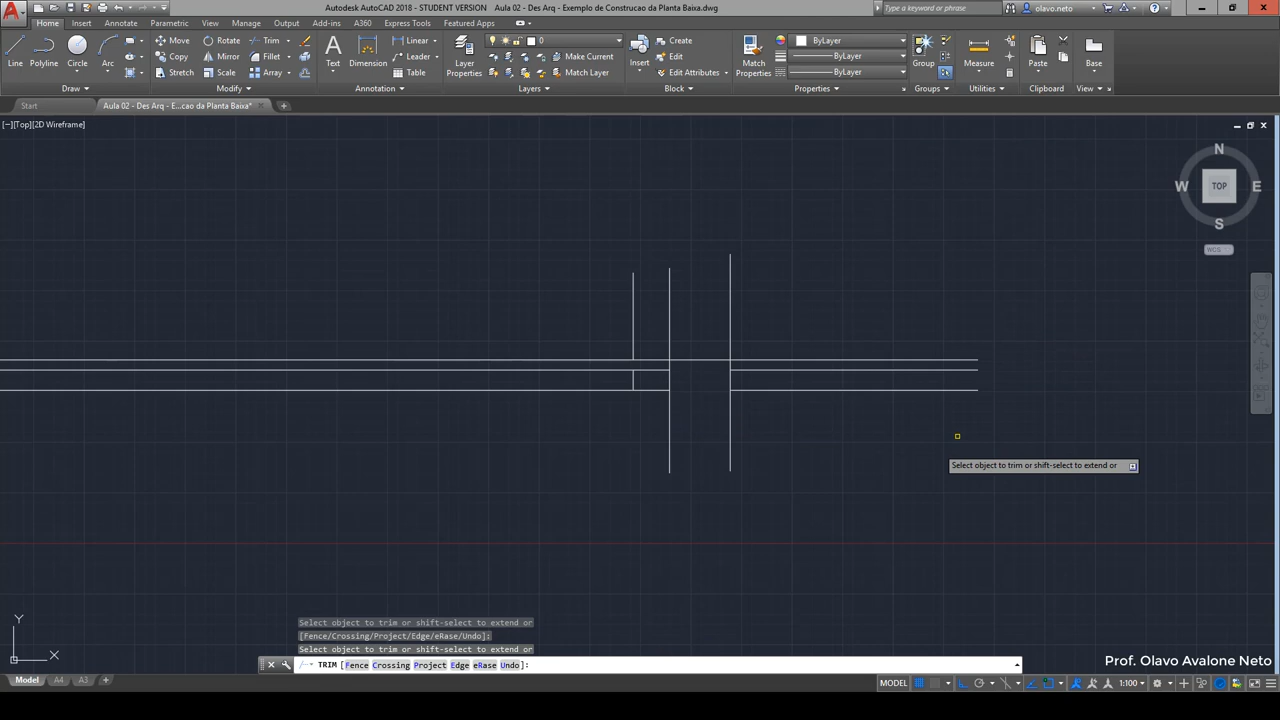 Autodesk AutoCAD 2018 - STUDENT VERSION Aula 02 - Des Arq - Exemplo de Construcao da Planta Baixa.dwg
Type a keyword or phrase
olavo.neto
Home Insert Annotate Parametric View Manage Output Add-ins A360 Express Tools Featured Apps
Line Polyline Circle Arc
Move Rotate Trim
Copy Mirror Fillet
Stretch Scale Array
Text Dimension
Linear
Leader
Table
Layer Properties
0
Make Current
Match Layer
Insert
Create
Edit
Edit Attributes
Match Properties
ByLayer
ByLayer
ByLayer
Group Measure Paste Base
Draw Modify Annotation Layers Block Properties Groups Utilities Clipboard View
Start Aula 02 - Des Arq - E...cao da Planta Baixa*
[−][Top][2D Wireframe]
N
W TOP E
S
WCS
Select object to trim or shift-select to extend or
Y
X
Select object to trim or shift-select to extend or
[Fence/Crossing/Project/Edge/eRase/Undo]:
Select object to trim or shift-select to extend or
TRIM [Fence Crossing Project Edge eRase Undo]:
Prof. Olavo Avalone Neto
Model A4 A3
MODEL 1:100